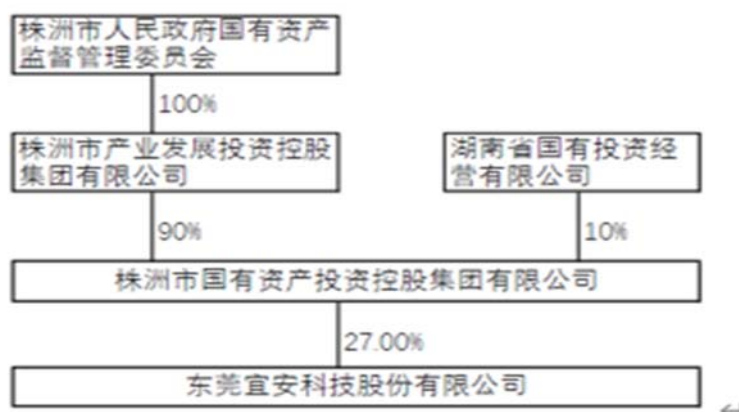 株洲市人民政府国有资产
监督管理委员会
100%
株洲市产业发展投资控股
集团有限公司
湖南省国有投资经
营有限公司
90%
10%
株洲市国有资产投资控股集团有限公司
27.00%
东莞宜安科技股份有限公司